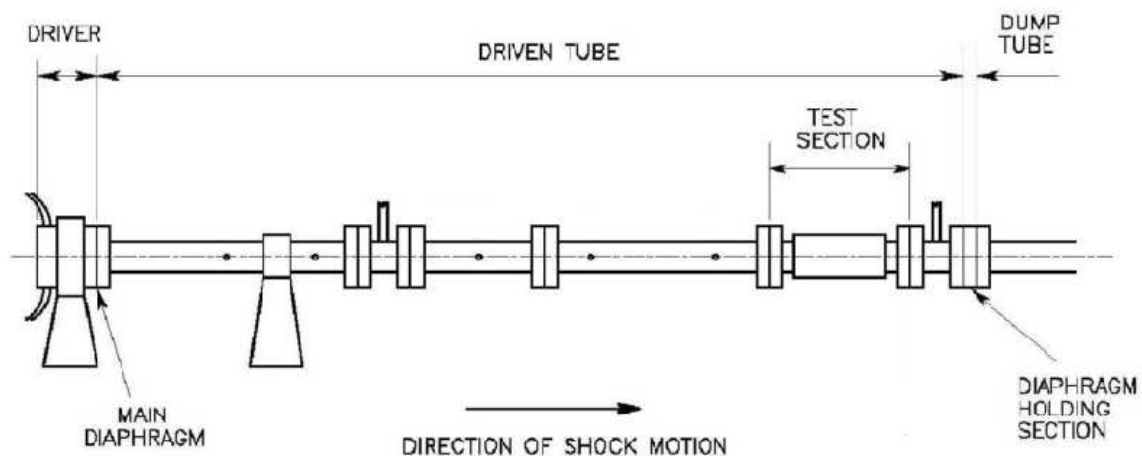 DRIVER
DRIVEN TUBE
DUMP
TUBE
TEST
SECTION
MAIN
DIAPHRAGM
DIRECTION OF SHOCK MOTION
DIAPHRAGM
HOLDING
SECTION